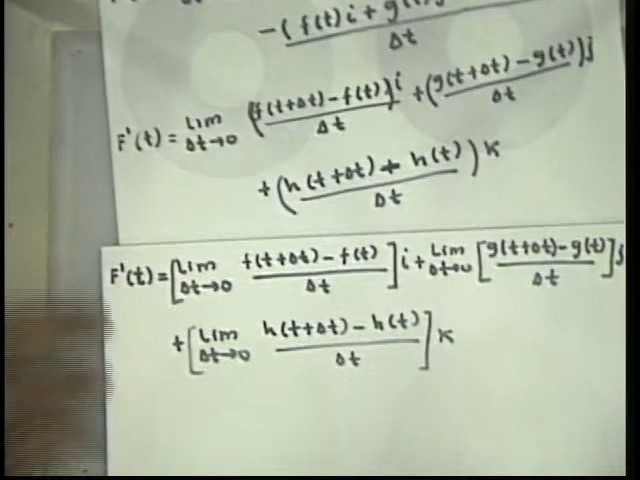 -(f(t)i + g(
Δt
F'(t) = Lim Δt→0 (f(t+Δt) - f(t))/Δt)i + (g(t+Δt) - g(t))/Δt)j
+ (h(t+Δt) + h(t))/Δt)k
F'(t) = [Lim Δt→0 (f(t+Δt) - f(t))/Δt]i + Lim Δt→0 [(g(t+Δt) - g(t))/Δt]j
+ [Lim Δt→0 (h(t+Δt) - h(t))/Δt]k